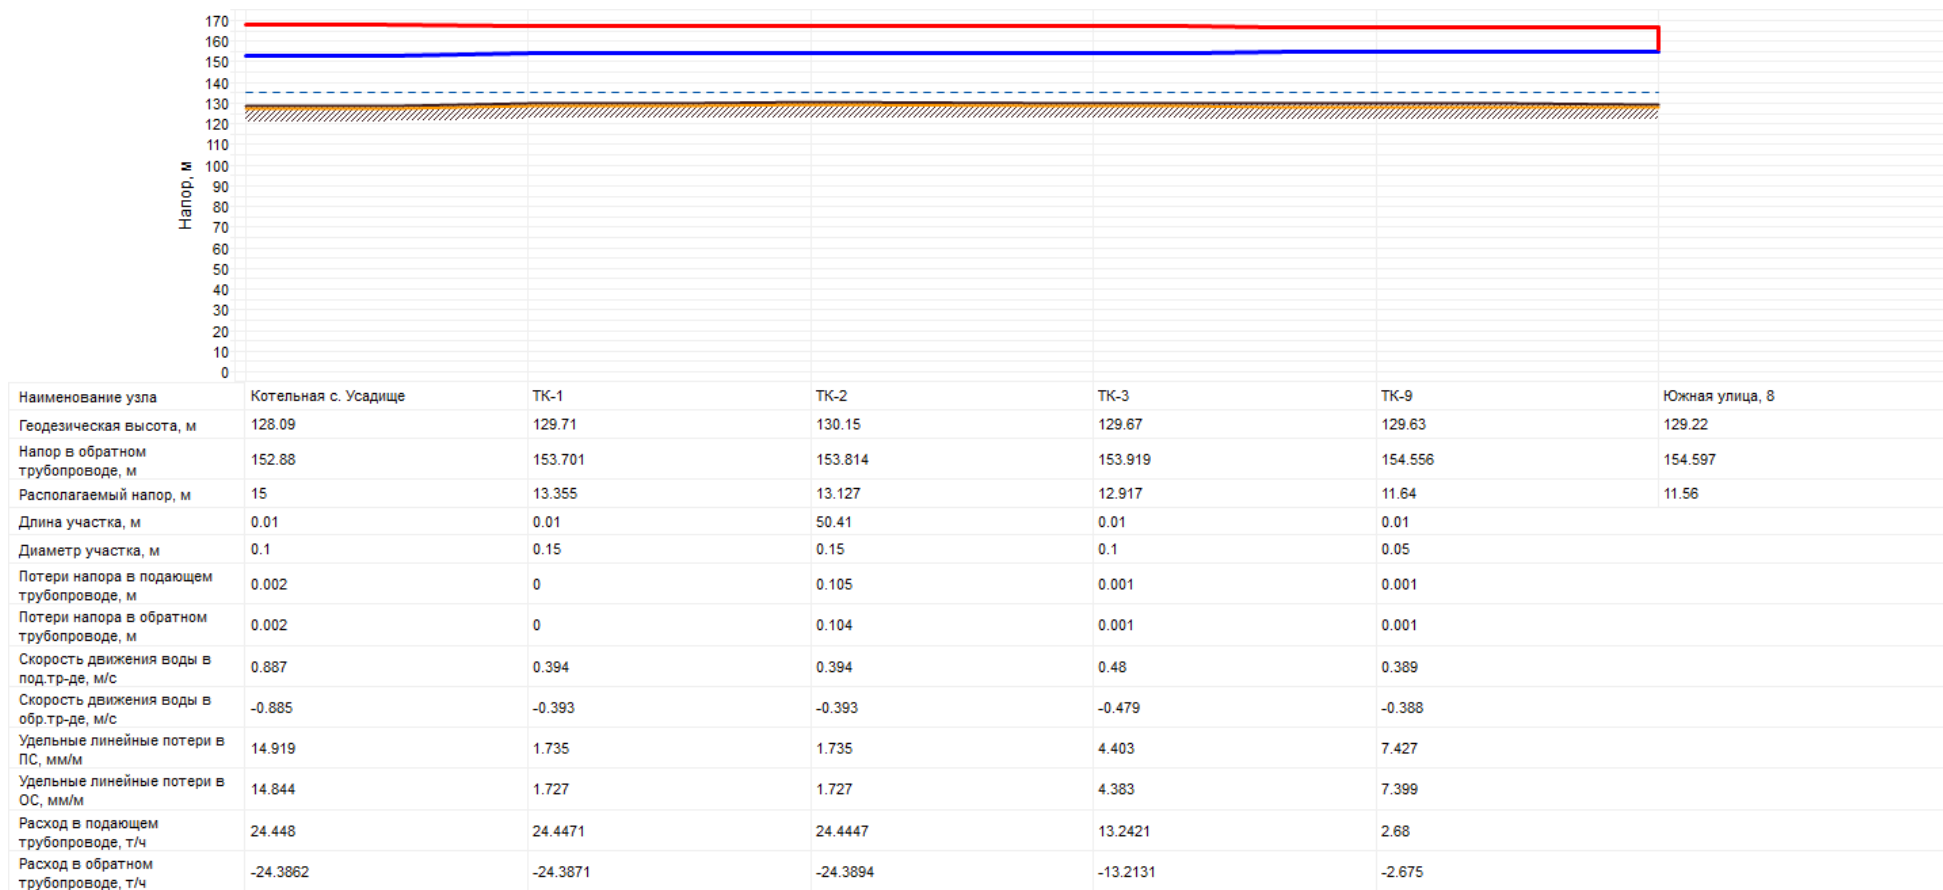 170
160
150
140
130
120
110
100
90
80
70
60
50
40
30
20
10
0
Напор, м
Наименование узла Котельная с. Усадище ТК-1 ТК-2 ТК-3 ТК-9 Южная улица, 8
Геодезическая высота, м 128.09 129.71 130.15 129.67 129.63 129.22
Напор в обратном
трубопроводе, м 152.88 153.701 153.814 153.919 154.556 154.597
Располагаемый напор, м 15 13.355 13.127 12.917 11.64 11.56
Длина участка, м 0.01 0.01 50.41 0.01 0.01
Диаметр участка, м 0.1 0.15 0.15 0.1 0.05
Потери напора в подающем
трубопроводе, м 0.002 0 0.105 0.001 0.001
Потери напора в обратном
трубопроводе, м 0.002 0 0.104 0.001 0.001
Скорость движения воды в
под.тр-де, м/с 0.887 0.394 0.394 0.48 0.389
Скорость движения воды в
обр.тр-де, м/с -0.885 -0.393 -0.393 -0.479 -0.388
Удельные линейные потери в
ПС, мм/м 14.919 1.735 1.735 4.403 7.427
Удельные линейные потери в
ОС, мм/м 14.844 1.727 1.727 4.383 7.399
Расход в подающем
трубопроводе, т/ч 24.448 24.4471 24.4447 13.2421 2.68
Расход в обратном
трубопроводе, т/ч -24.3862 -24.3871 -24.3894 -13.2131 -2.675